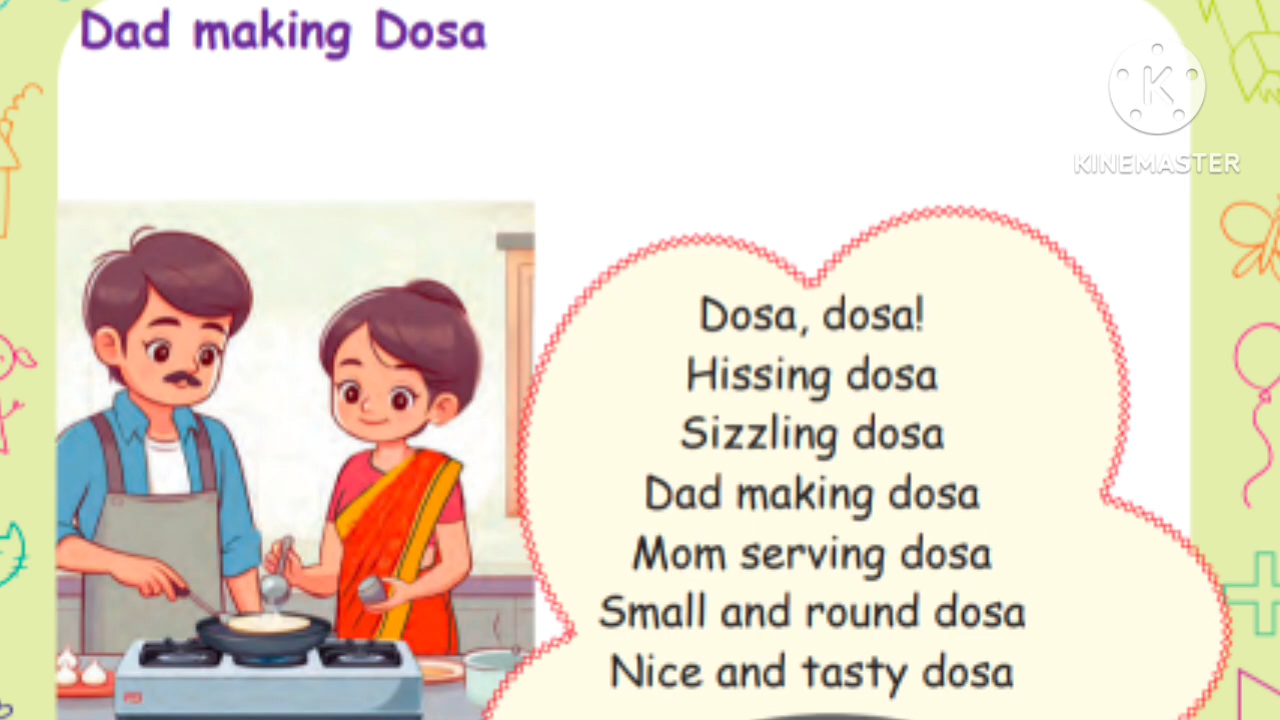 Dad making Dosa
KINEMASTER
Dosa, dosa!
Hissing dosa
Sizzling dosa
Dad making dosa
Mom serving dosa
Small and round dosa
Nice and tasty dosa